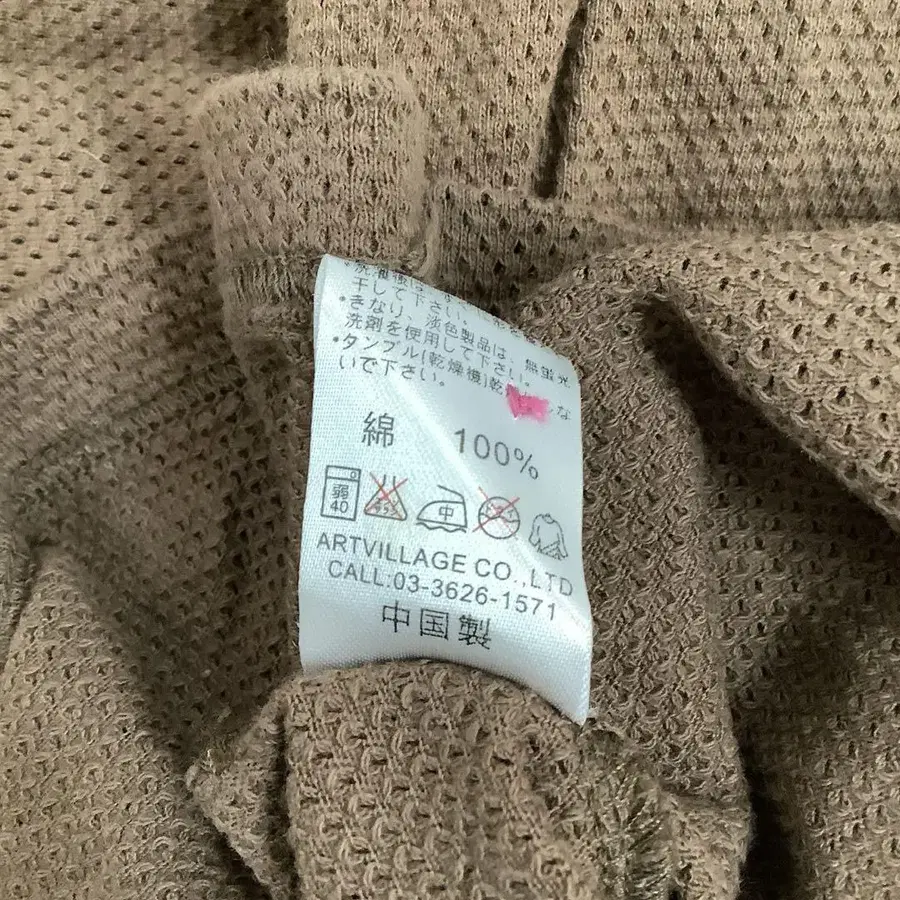 干して下さい。
•きなり、淡色製品は、無蛍光
洗剤を使用して下さい。
•タンブル(乾燥機)乾
な
いで下さい。
綿 100%
弱
40
中
ARTVILLAGE CO.,LTD
CALL:03-3626-1571
中国製